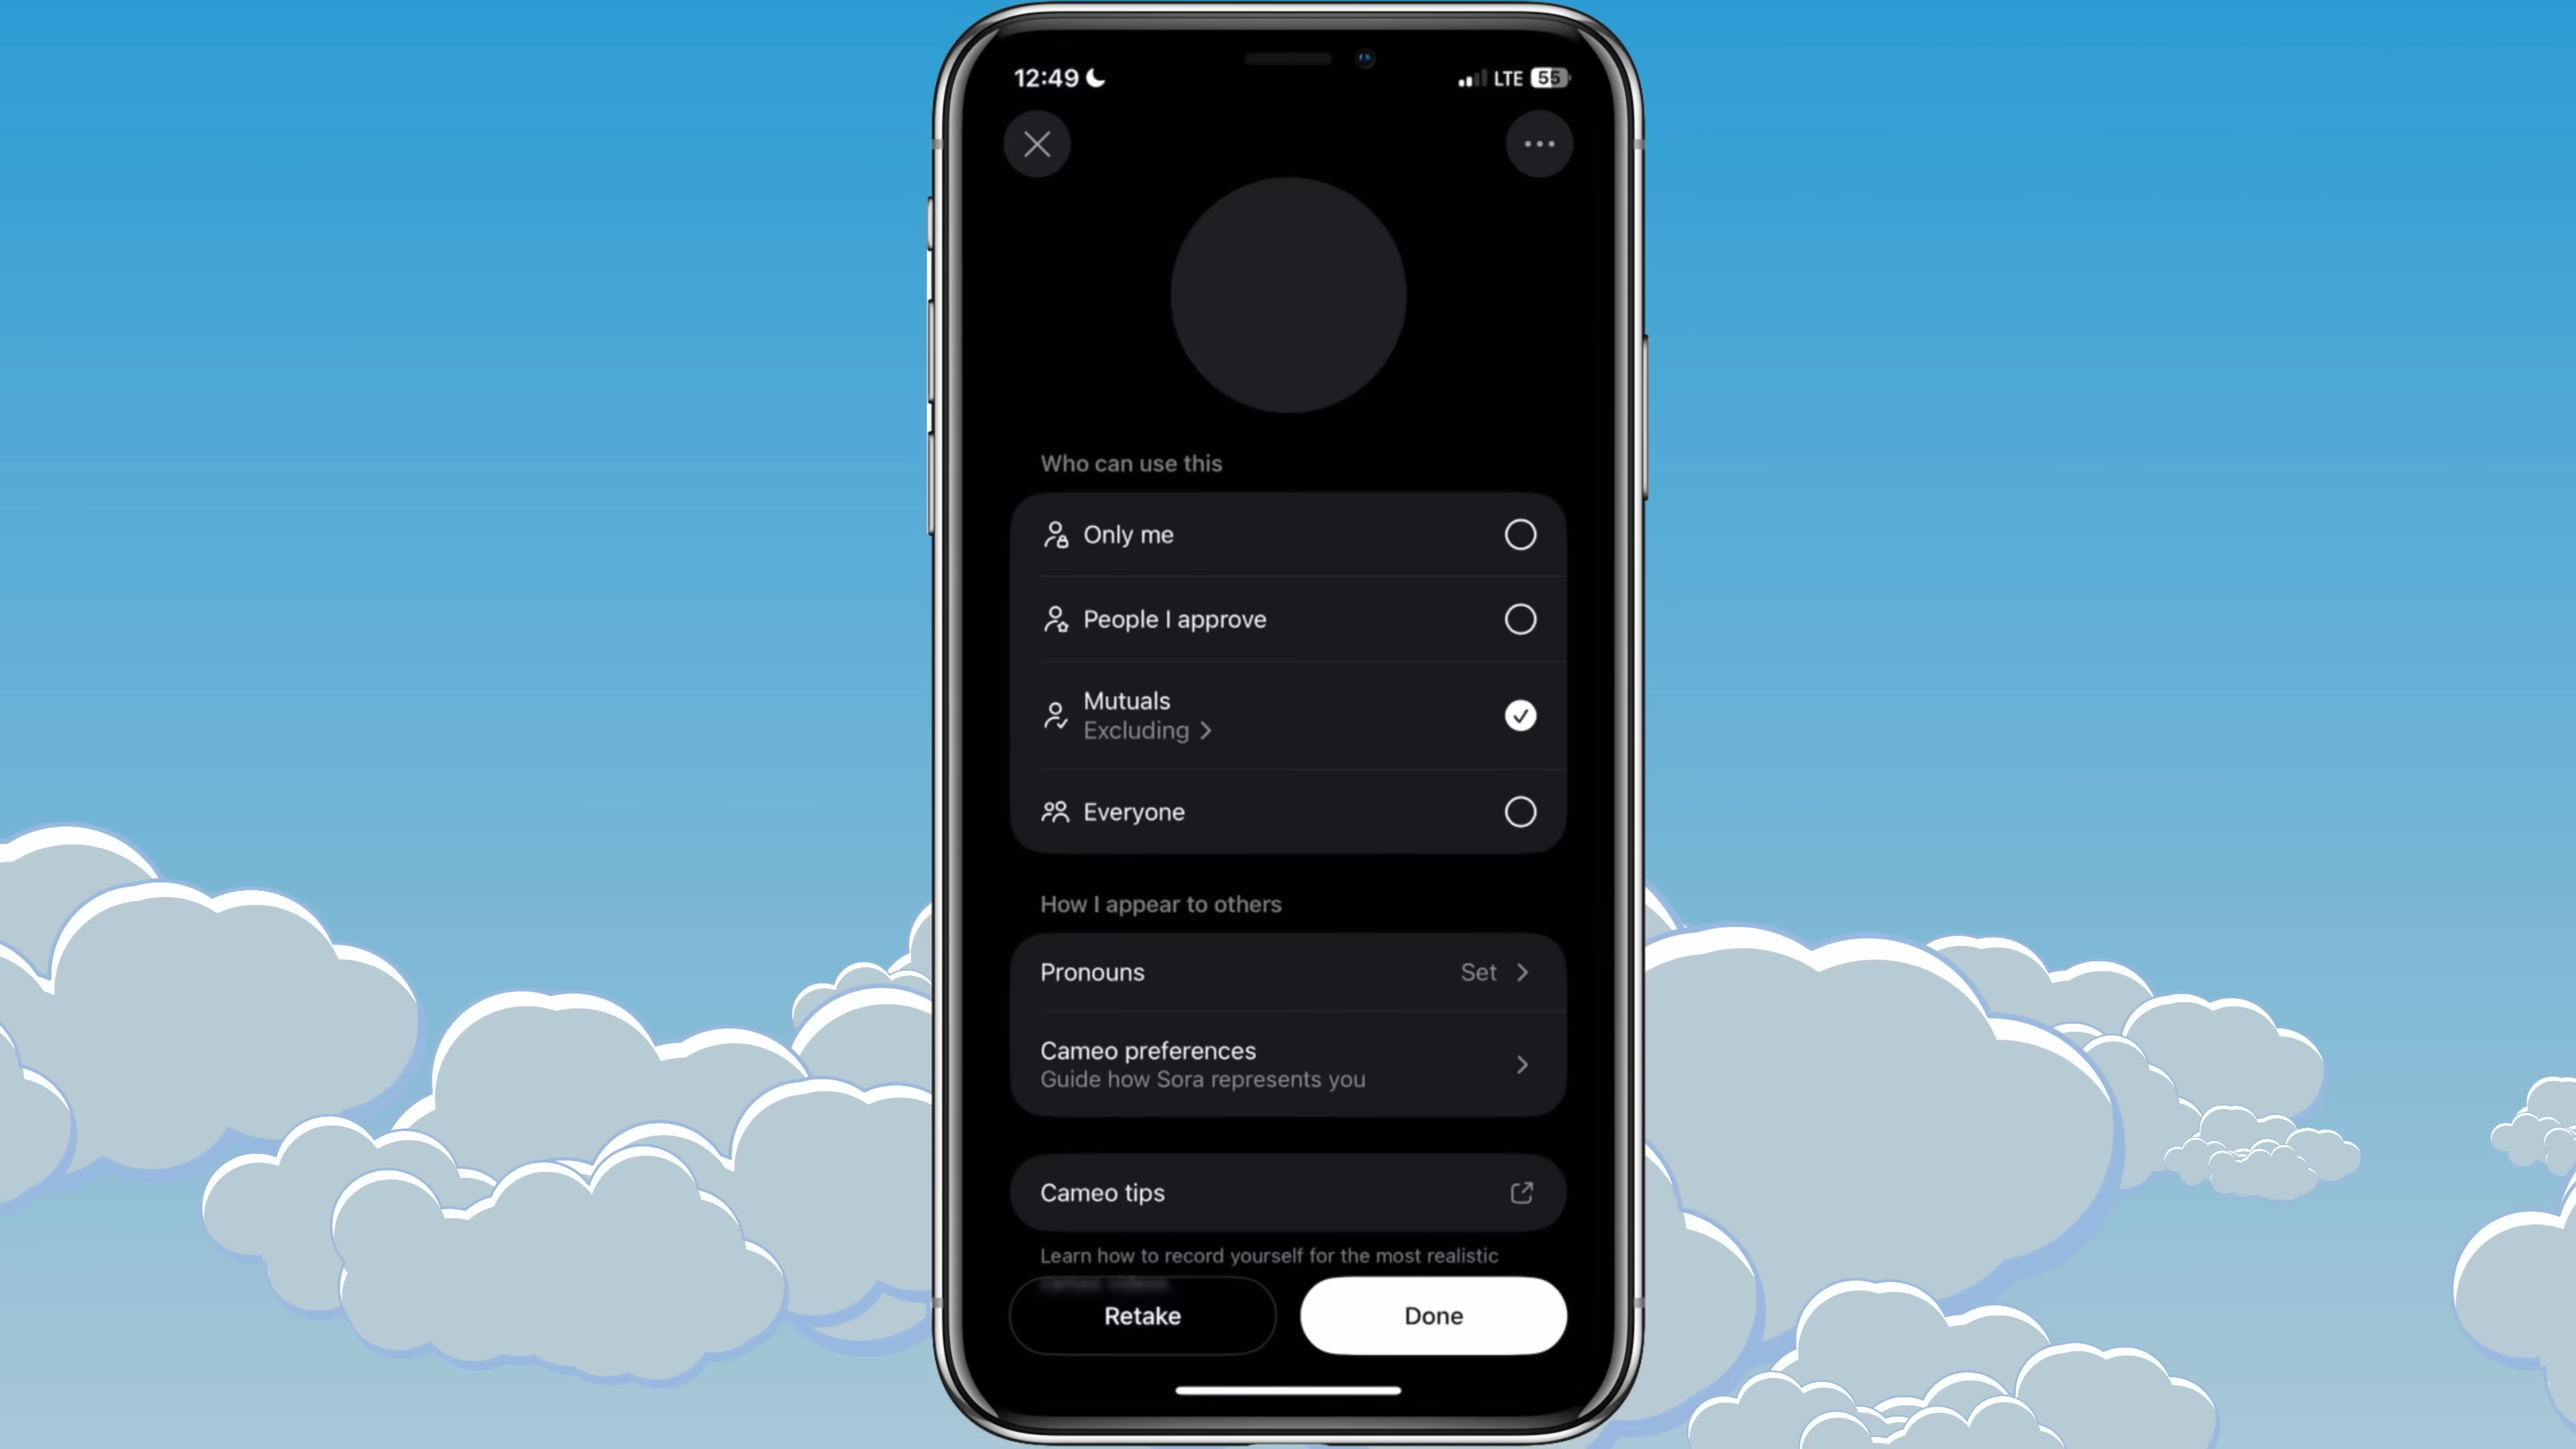 12:49
LTE 55
Who can use this
Only me
People I approve
Mutuals
Excluding
Everyone
How I appear to others
Pronouns
Set
Cameo preferences
Guide how Sora represents you
Cameo tips
Learn how to record yourself for the most realistic
Retake
Done